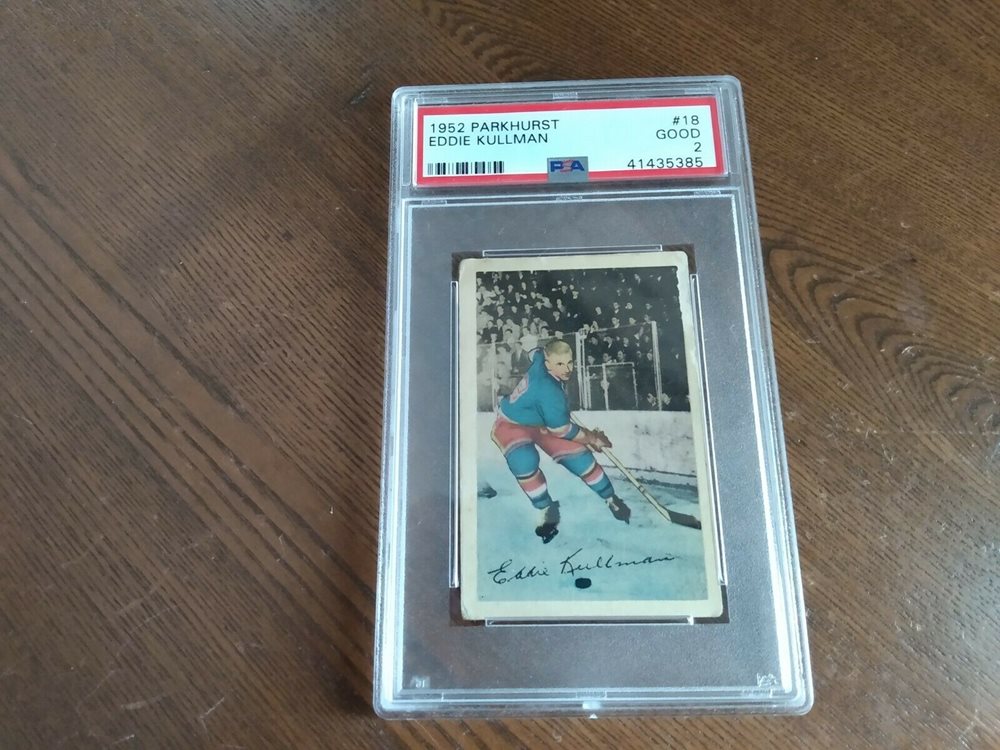 1952 PARKHURST #18
EDDIE KULLMAN GOOD
2
PSA 41435385
Eddie Kullman